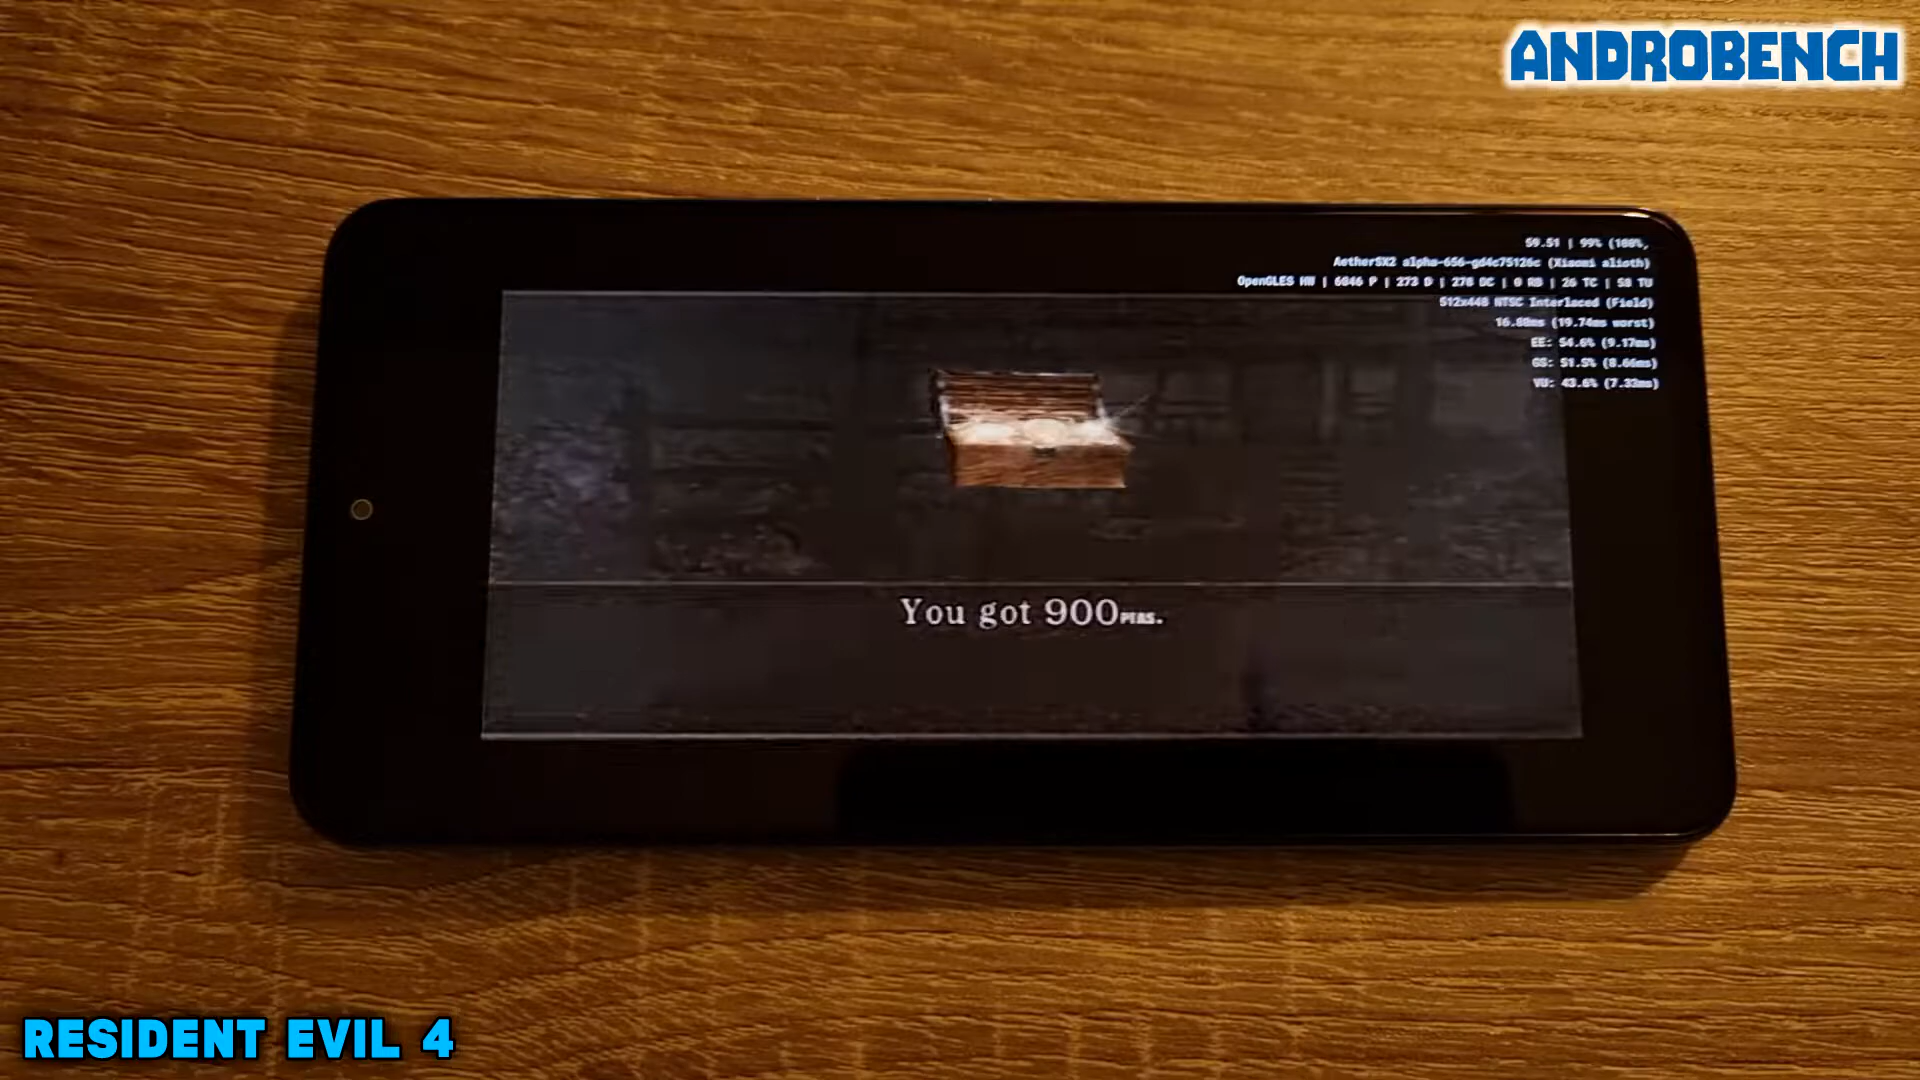 ANDROBENCH
59.51 | 99% (100%,
AetherSX2 alpha-656-gd4c75126c (Xiaomi alioth)
OpenGLES HW | 6046 P | 273 D | 278 DC | 0 RB | 26 TC | 58 TU
512x448 NTSC Interlaced (Field)
16.80ms (19.74ms worst)
EE: 54.6% (9.17ms)
GS: 51.5% (8.66ms)
VU: 43.6% (7.33ms)
You got 900PTAS.
RESIDENT EVIL 4